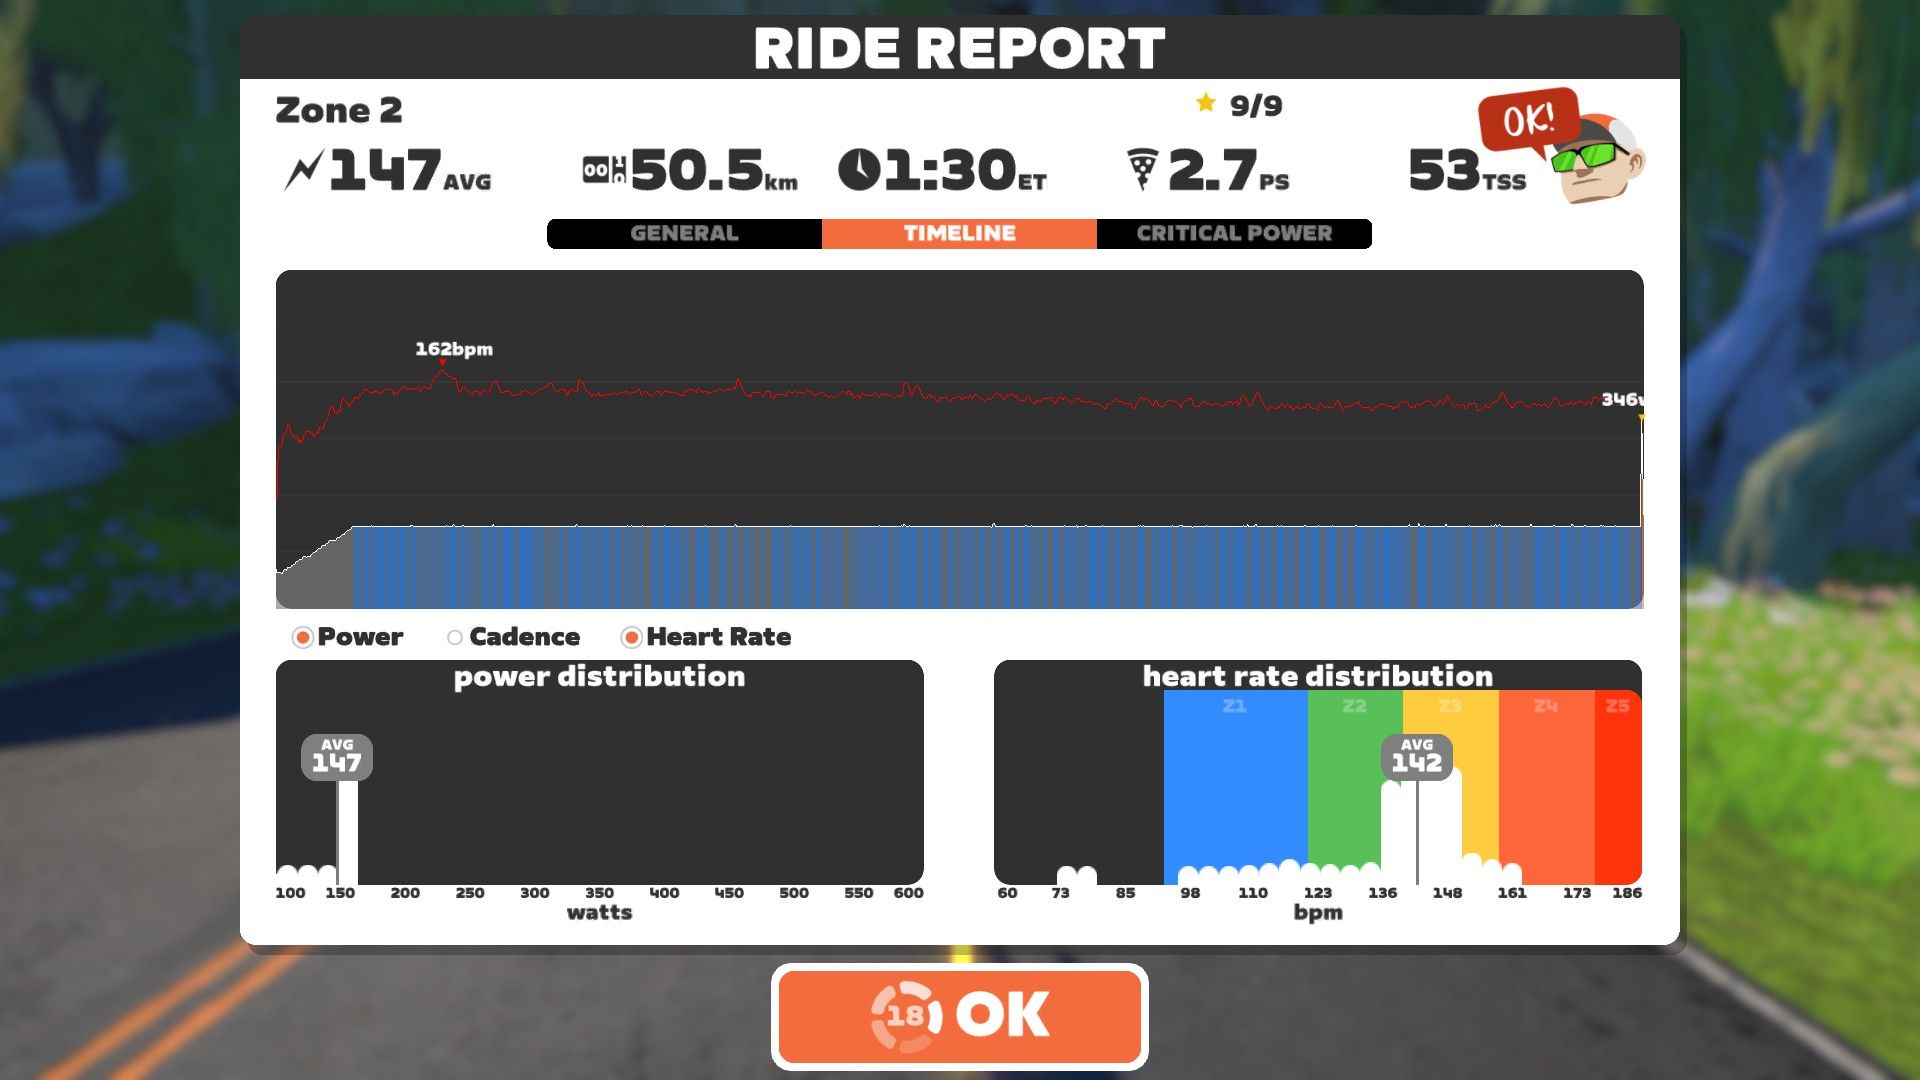 RIDE REPORT
Zone 2
9/9
OK!
147AVG
50.5km
1:30ET
2.7PS
53TSS
GENERAL
TIMELINE
CRITICAL POWER
162bpm
346w
Power
Cadence
Heart Rate
power distribution
AVG
147
100 150 200 250 300 350 400 450 500 550 600
watts
heart rate distribution
Z1 Z2 Z3 Z4 Z5
AVG
142
60 73 85 98 110 123 136 148 161 173 186
bpm
18 OK